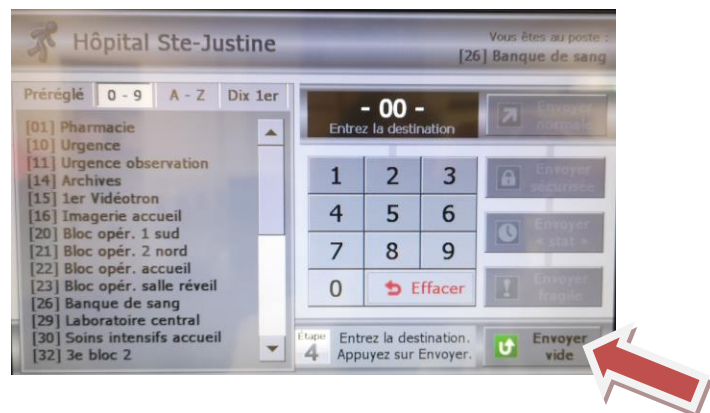 Hôpital Ste-Justine
Vous êtes au poste :
[26] Banque de sang
Préréglé 0 - 9 A - Z Dix 1er
[01] Pharmacie
[10] Urgence
[11] Urgence observation
[14] Archives
[15] 1er Vidéotron
[16] Imagerie accueil
[20] Bloc opér. 1 sud
[21] Bloc opér. 2 nord
[22] Bloc opér. accueil
[23] Bloc opér. salle réveil
[26] Banque de sang
[29] Laboratoire central
[30] Soins intensifs accueil
[32] 3e bloc 2
- 00 -
Entrez la destination
1 2 3
4 5 6
7 8 9
0 Effacer
Envoyer
normale
Envoyer
sécurisée
Envoyer
« stat »
Envoyer
fragile
Étape
4
Entrez la destination.
Appuyez sur Envoyer.
Envoyer
vide